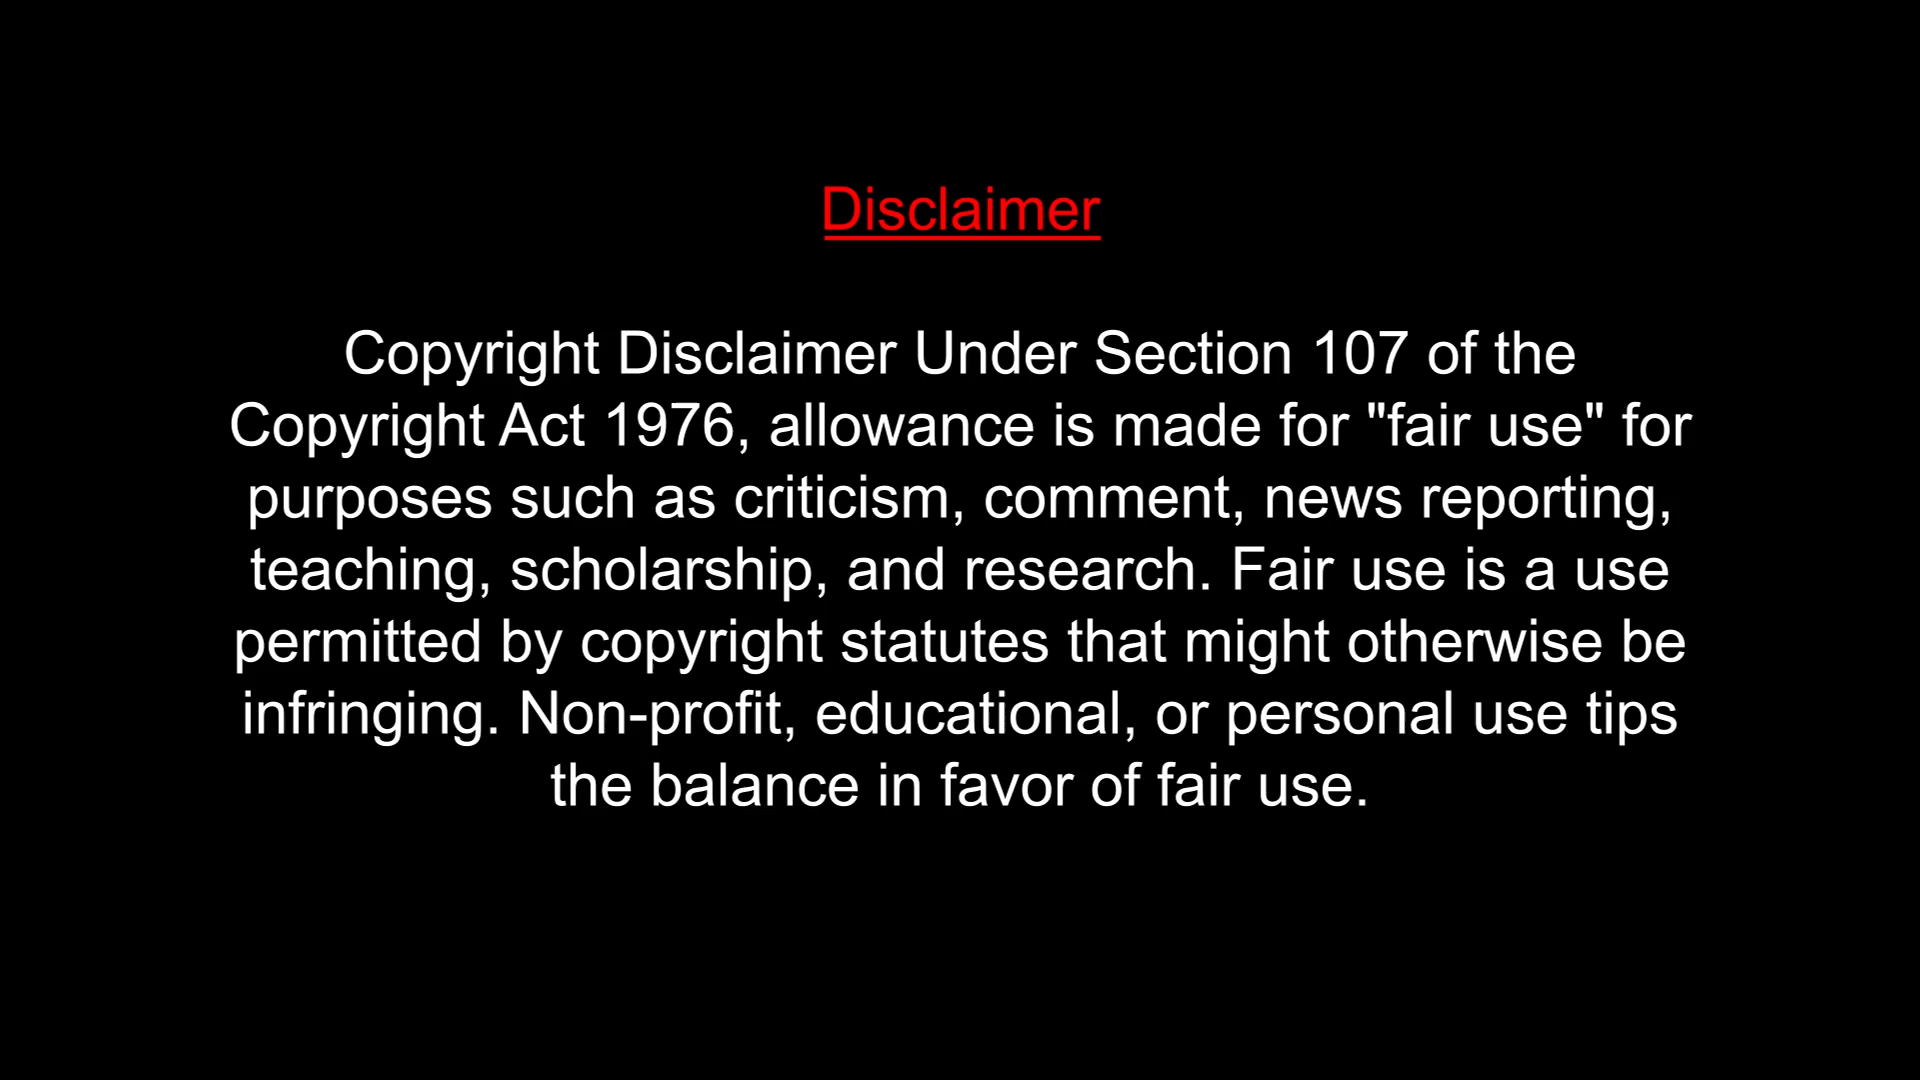 Disclaimer
Copyright Disclaimer Under Section 107 of the
Copyright Act 1976, allowance is made for "fair use" for
purposes such as criticism, comment, news reporting,
teaching, scholarship, and research. Fair use is a use
permitted by copyright statutes that might otherwise be
infringing. Non-profit, educational, or personal use tips
the balance in favor of fair use.